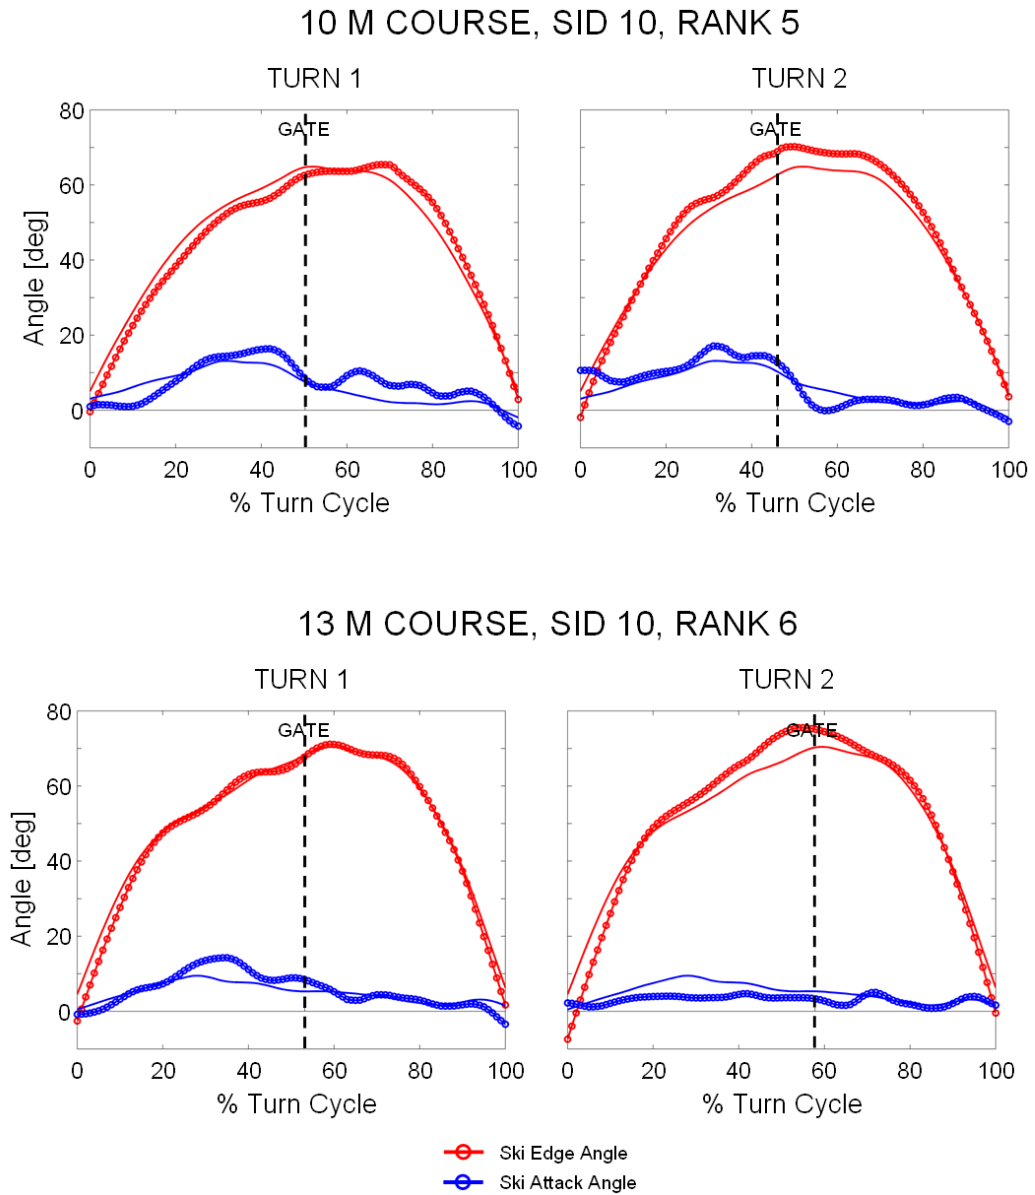 10 M COURSE, SID 10, RANK 5
TURN 1
TURN 2
80
60
40
20
0
Angle [deg]
GATE
GATE
0 20 40 60 80 100
0 20 40 60 80 100
% Turn Cycle
% Turn Cycle
13 M COURSE, SID 10, RANK 6
TURN 1
TURN 2
80
60
40
20
0
Angle [deg]
GATE
GATE
0 20 40 60 80 100
0 20 40 60 80 100
% Turn Cycle
% Turn Cycle
Ski Edge Angle
Ski Attack Angle